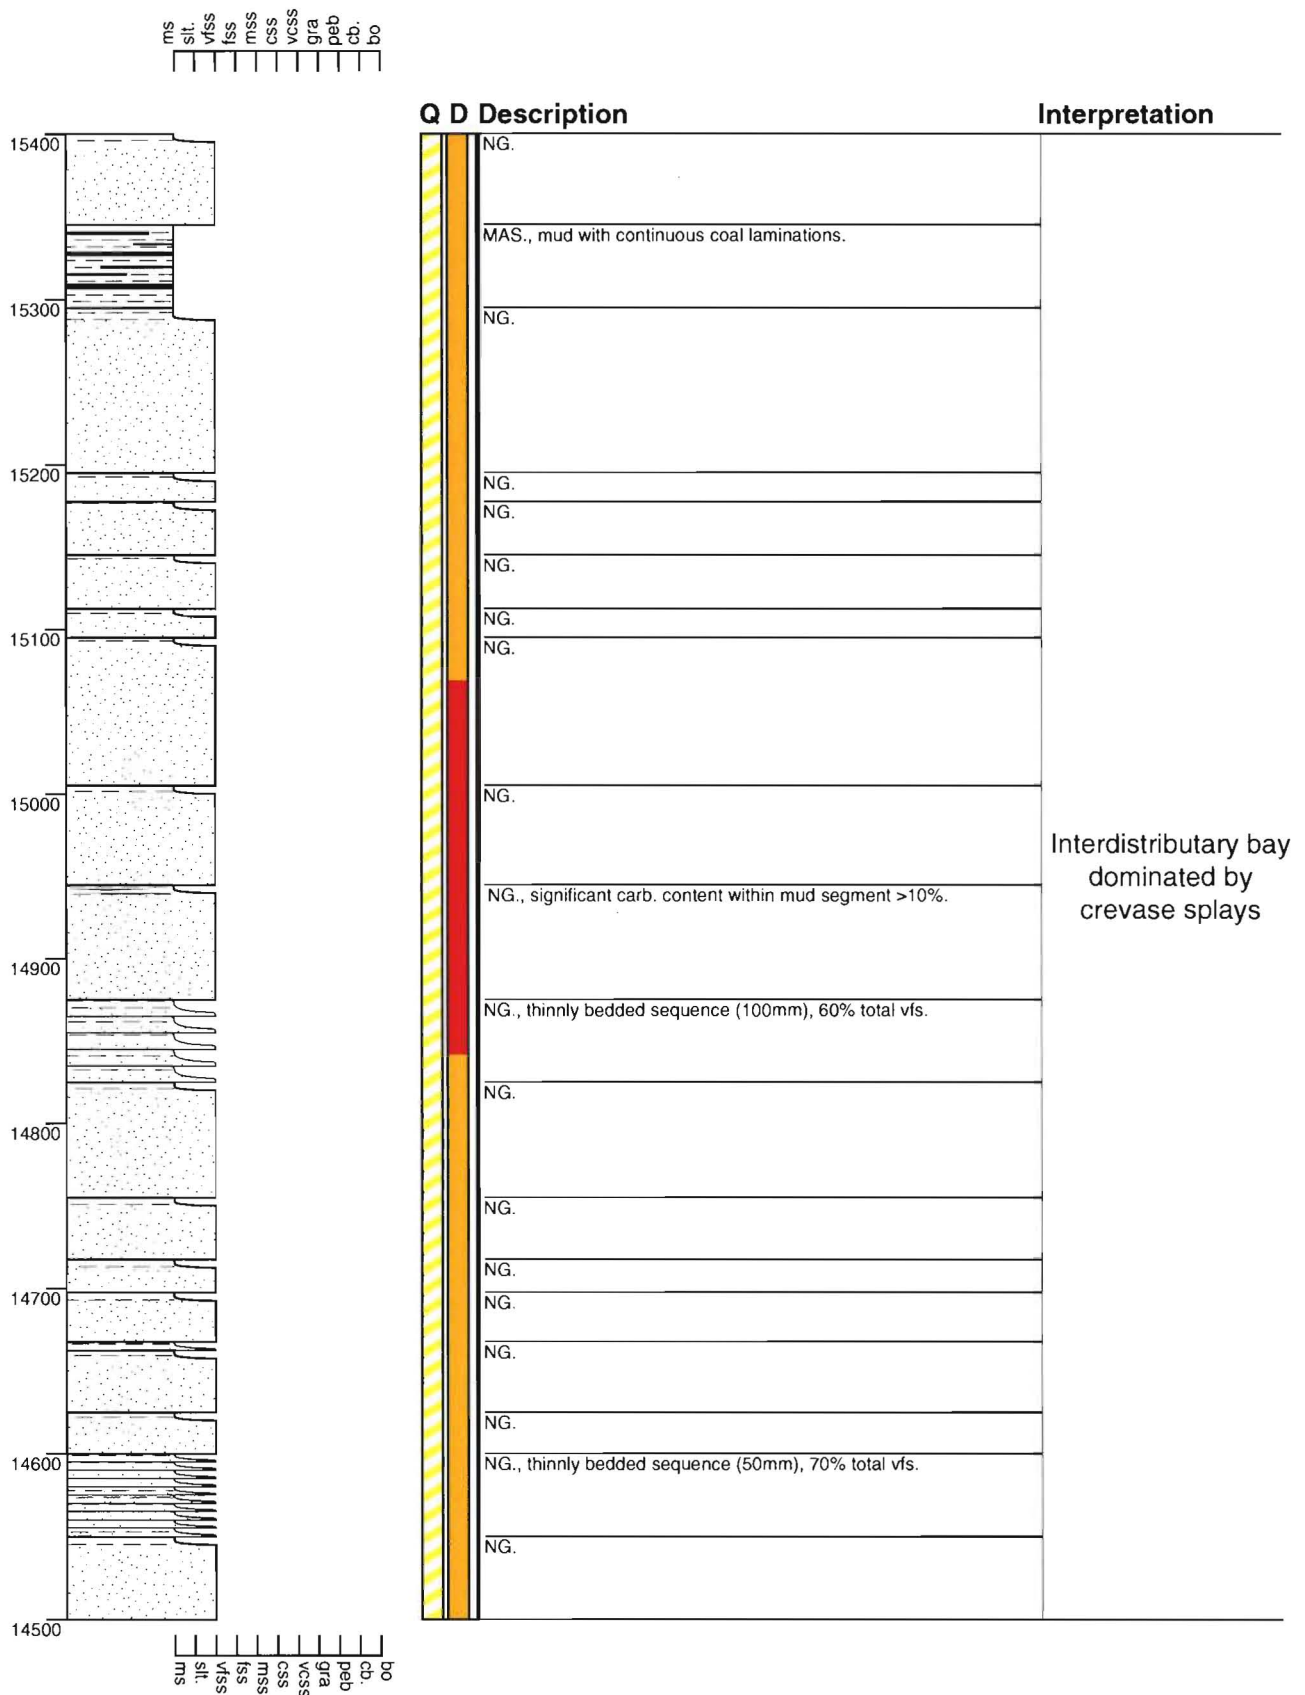 ms
slt.
vfss
fss
mss
css
vcss
gra
peb
cb.
bo
Q D Description Interpretation
15400
NG.
MAS., mud with continuous coal laminations.
15300
NG.
15200
NG.
NG.
NG.
NG.
15100
NG.
15000
NG.
Interdistributary bay
dominated by
crevase splays
NG., significant carb. content within mud segment >10%.
14900
NG., thinnly bedded sequence (100mm), 60% total vfs.
NG.
14800
NG.
NG.
14700
NG.
NG.
NG.
14600
NG., thinnly bedded sequence (50mm), 70% total vfs.
NG.
14500
ms
slt.
vfss
fss
mss
css
vcss
gra
peb
cb.
bo